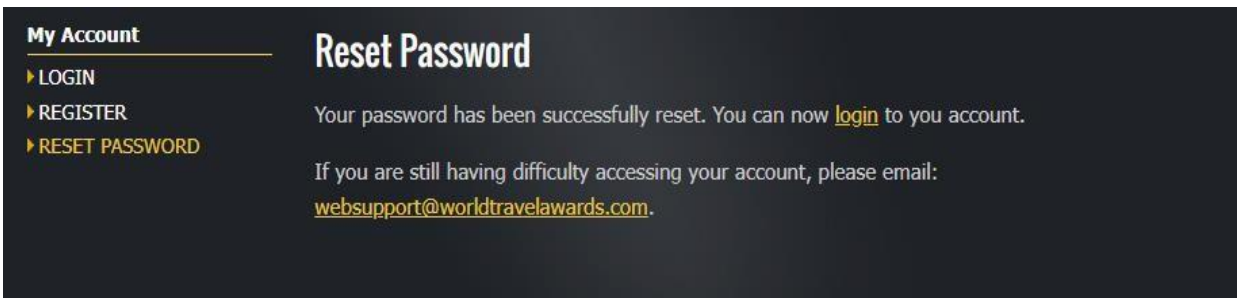 My Account
LOGIN
REGISTER
RESET PASSWORD
Reset Password
Your password has been successfully reset. You can now login to you account.
If you are still having difficulty accessing your account, please email:
websupport@worldtravelawards.com.